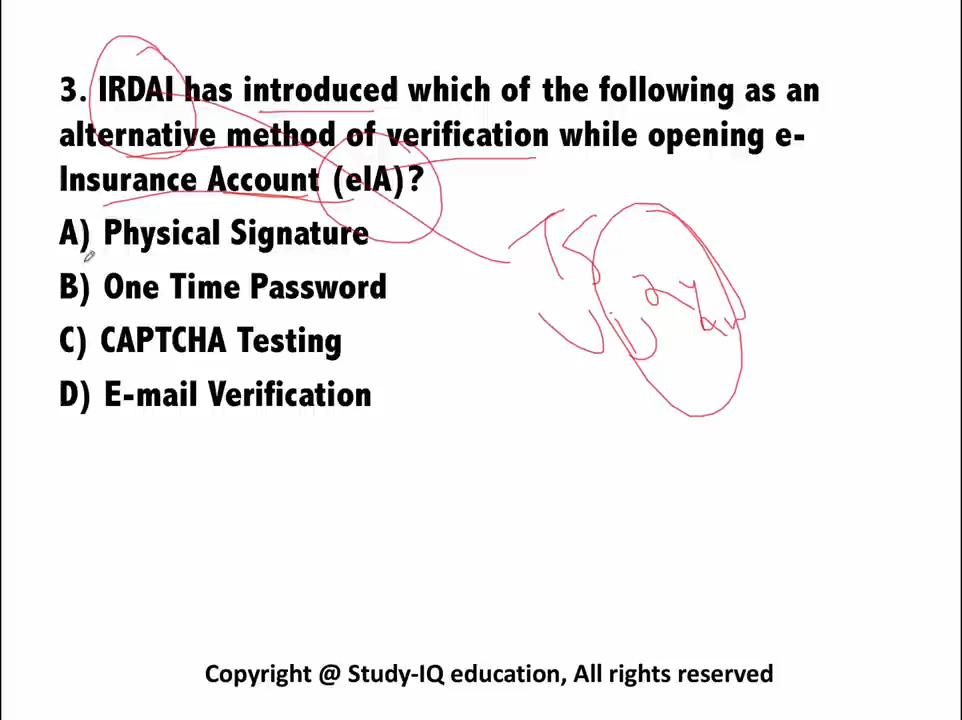 3. IRDAI has introduced which of the following as an
alternative method of verification while opening e-
Insurance Account (eIA)?
A) Physical Signature
B) One Time Password
C) CAPTCHA Testing
D) E-mail Verification
Copyright @ Study-IQ education, All rights reserved